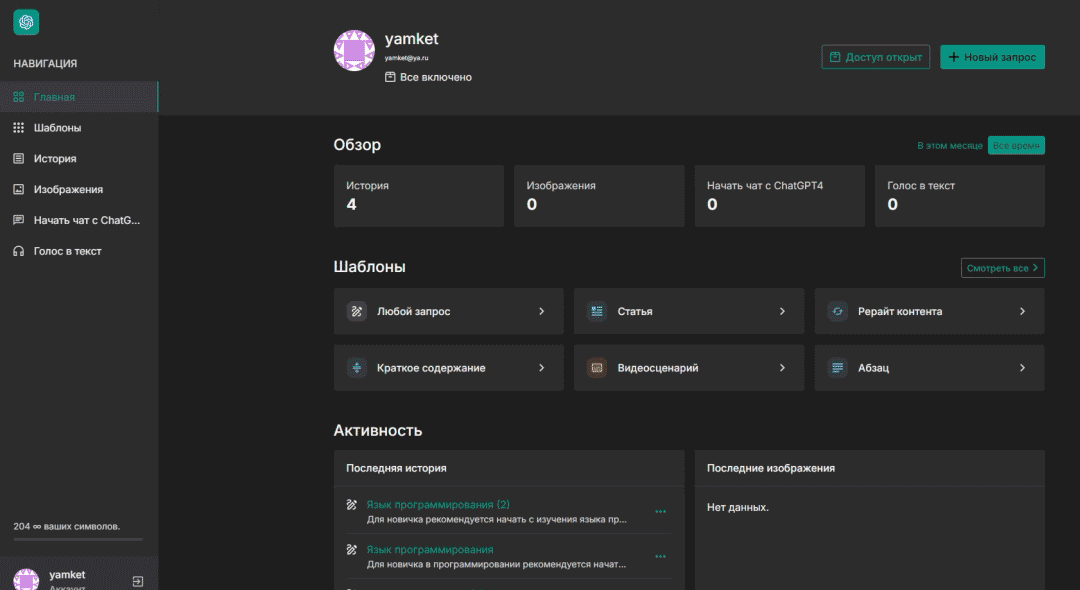 НАВИГАЦИЯ
Главная
Шаблоны
История
Изображения
Начать чат с ChatG...
Голос в текст
204 ∞ ваших символов.
yamket
Аккаунт
yamket
yamket@ya.ru
Все включено
Доступ открыт
Новый запрос
Обзор
В этом месяце
Все время
История
4
Изображения
0
Начать чат с ChatGPT4
0
Голос в текст
0
Шаблоны
Смотреть все
Любой запрос
Статья
Рерайт контента
Краткое содержание
Видеосценарий
Абзац
Активность
Последняя история
Язык программирования (2)
Для новичка рекомендуется начать с изучения языка пр...
Язык программирования
Для новичка в программировании рекомендуется начат...
Последние изображения
Нет данных.